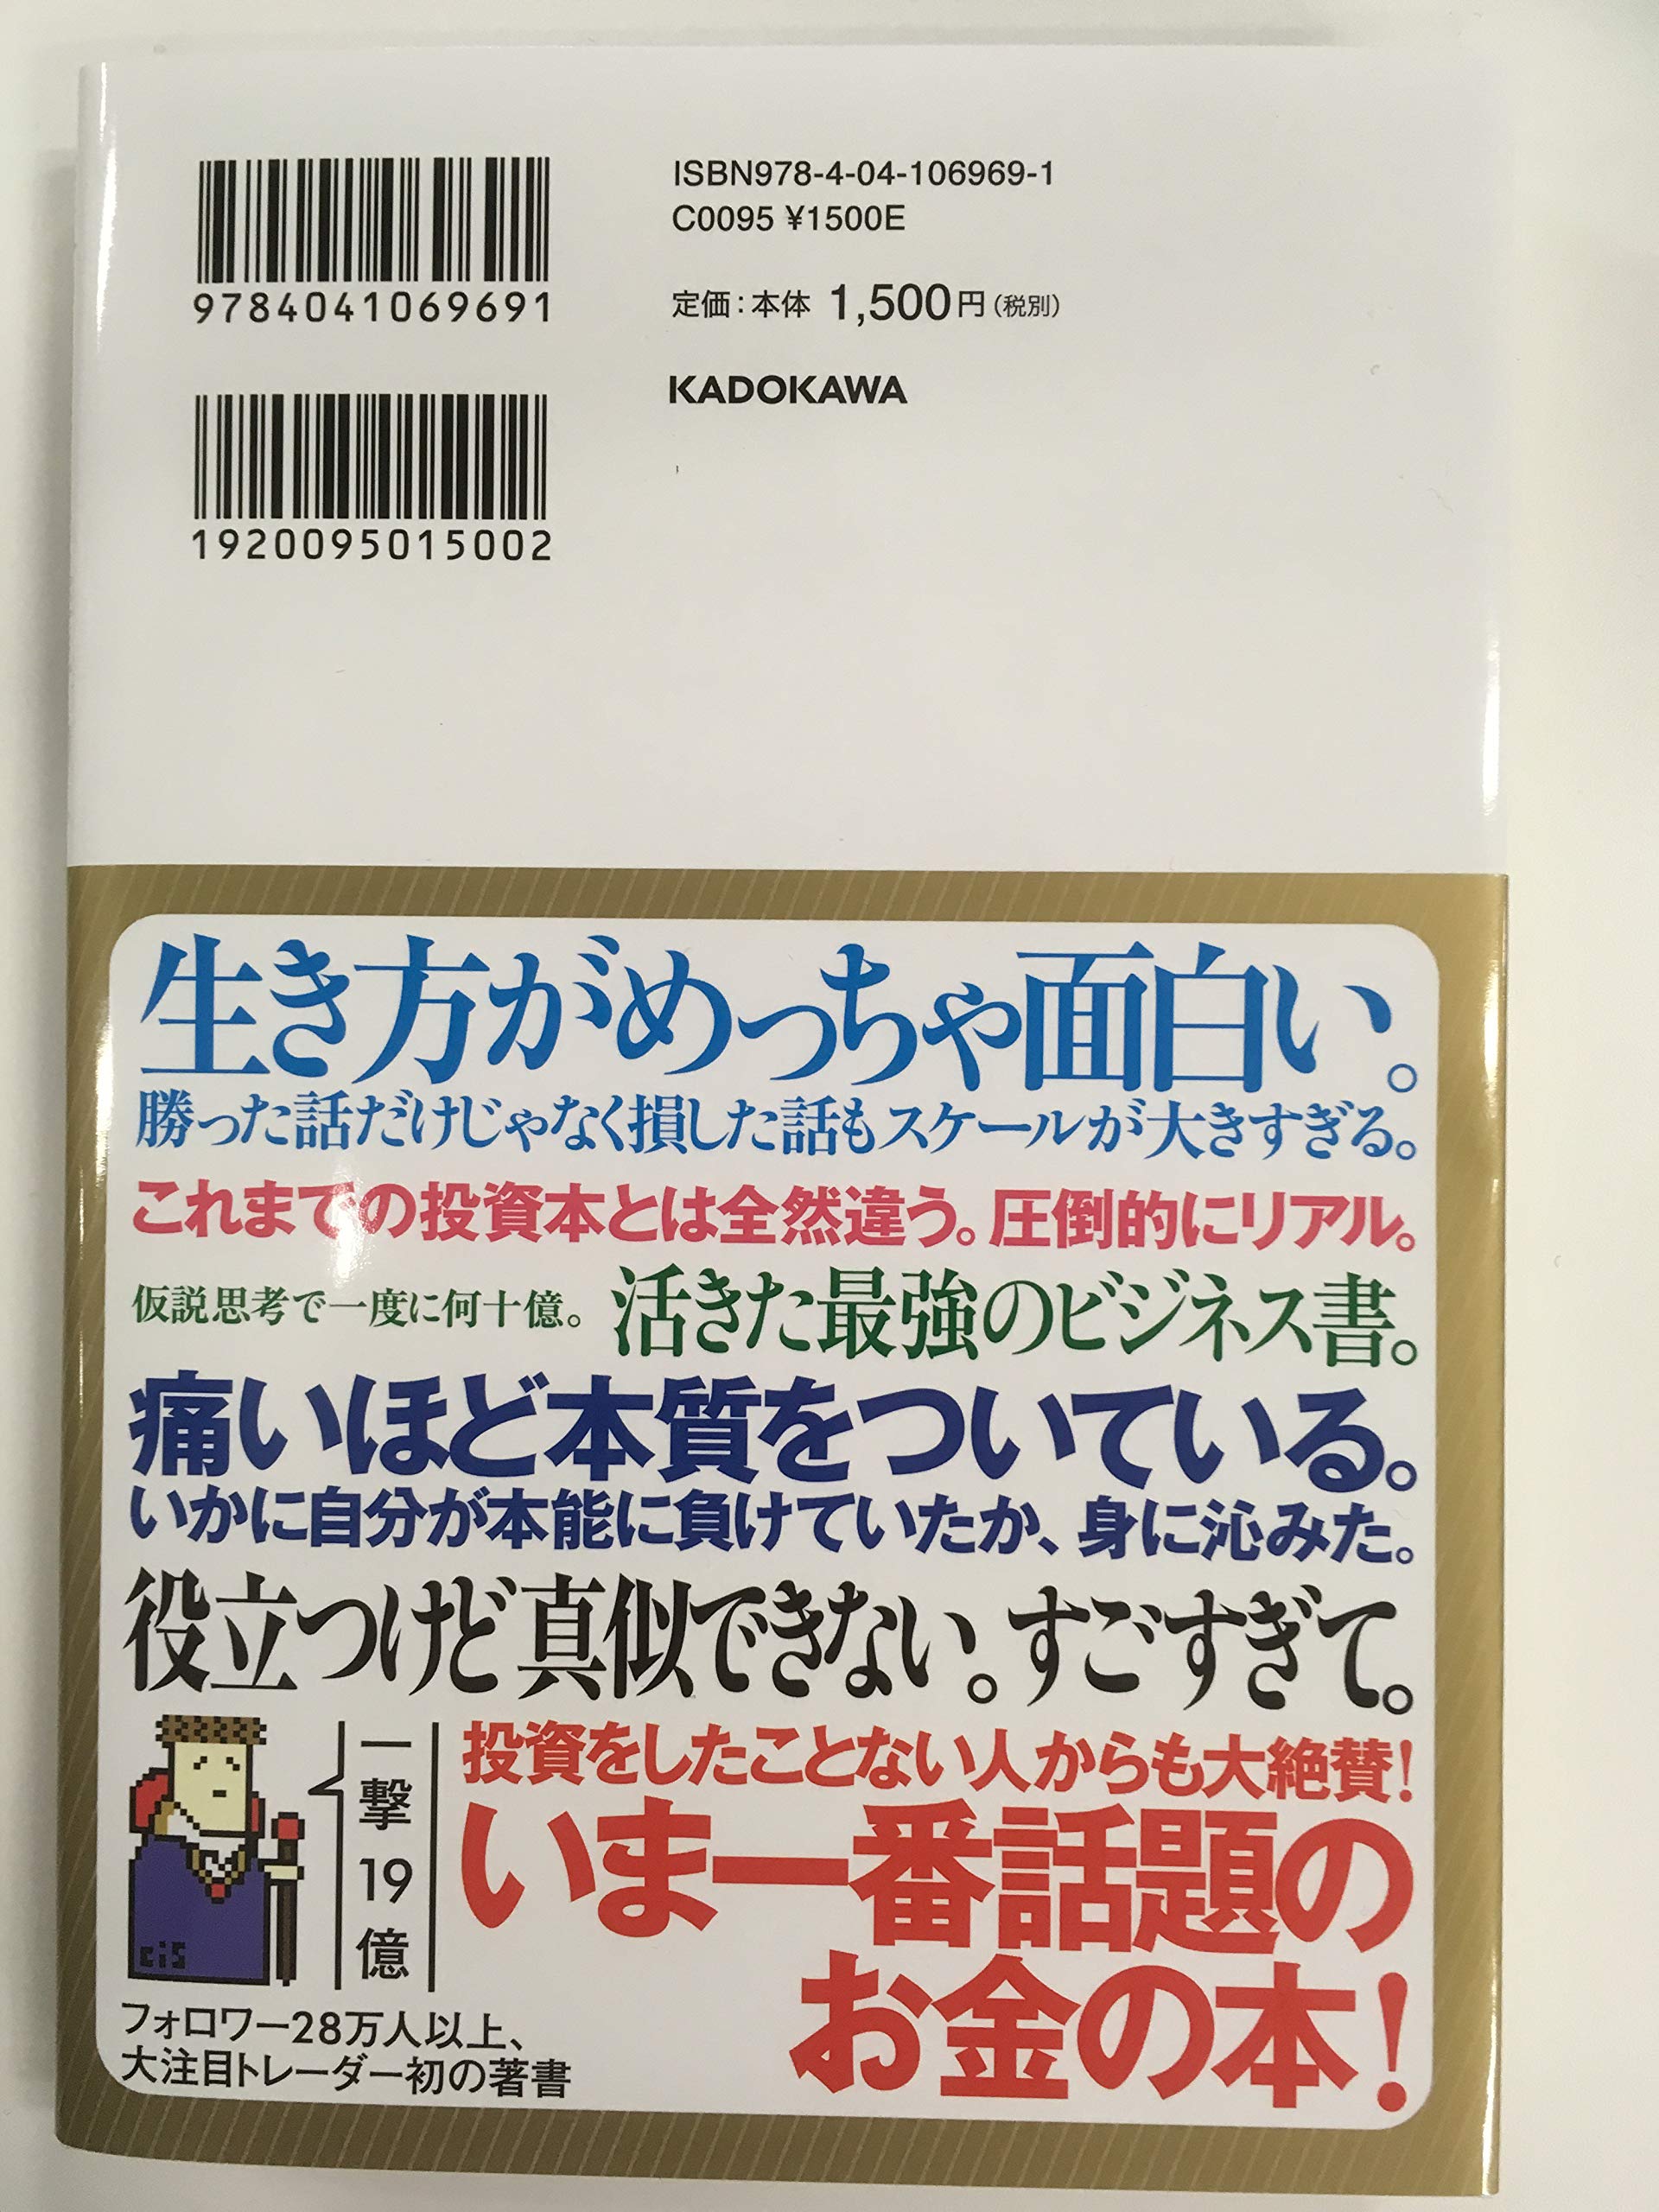 9784041069691
1920095015002
ISBN978-4-04-106969-1
C0095 ¥1500E
定価:本体 1,500円(税別)
KADOKAWA
生き方がめっちゃ面白い。
勝った話だけじゃなく損した話もスケールが大きすぎる。
これまでの投資本とは全然違う。圧倒的にリアル。
仮説思考で一度に何十億。活きた最強のビジネス書。
痛いほど本質をついている。
いかに自分が本能に負けていたか、身に沁みた。
役立つけど真似できない。すごすぎて。
cis
一撃19億
フォロワー28万人以上、
大注目トレーダー初の著書
投資をしたことない人からも大絶賛!
いま一番話題の
お金の本!